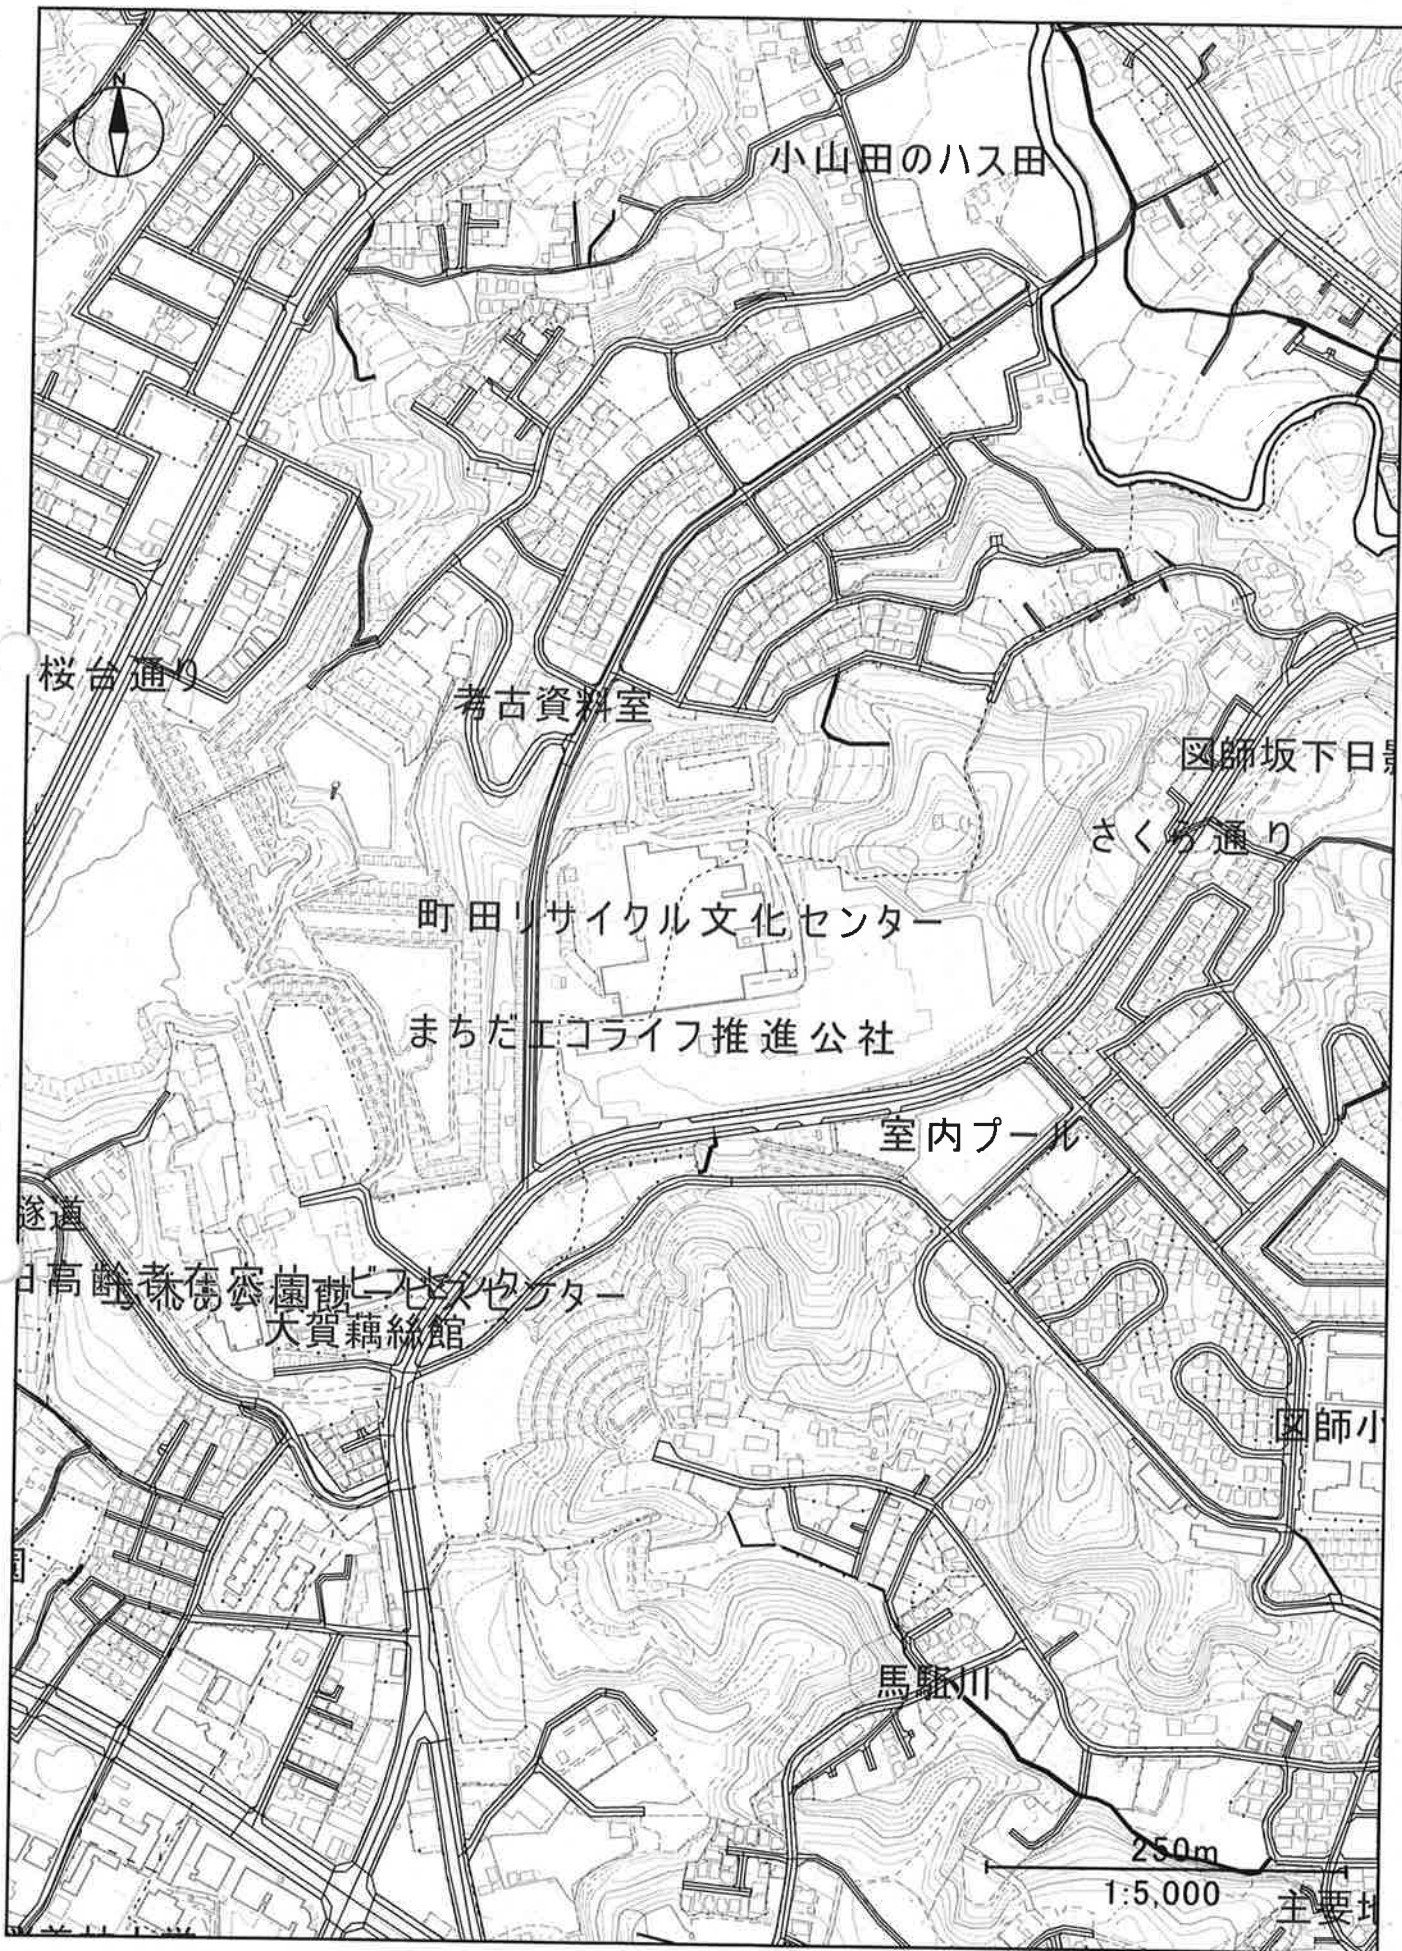 N
小山田のハス田
桜台通り
考古資料室
図師坂下日影
さくら通り
町田リサイクル文化センター
まちだエコライフ推進公社
室内プール
隧道
大賀藕絲館
図師小
馬駈川
250m
1:5,000
主要地